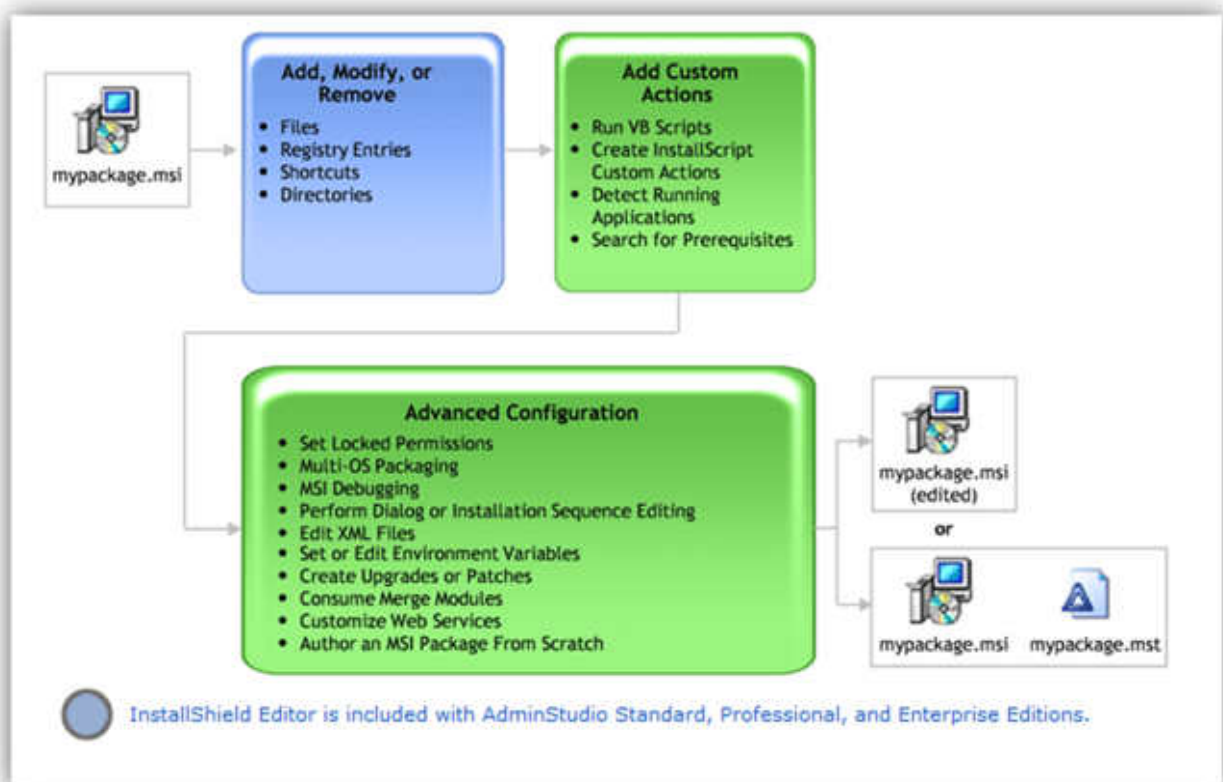 mypackage.msi
Add, Modify, or
Remove
• Files
• Registry Entries
• Shortcuts
• Directories
Add Custom
Actions
• Run VB Scripts
• Create InstallScript
Custom Actions
• Detect Running
Applications
• Search for Prerequisites
Advanced Configuration
• Set Locked Permissions
• Multi-OS Packaging
• MSI Debugging
• Perform Dialog or Installation Sequence Editing
• Edit XML Files
• Set or Edit Environment Variables
• Create Upgrades or Patches
• Consume Merge Modules
• Customize Web Services
• Author an MSI Package From Scratch
mypackage.msi
(edited)
or
mypackage.msi
mypackage.mst
InstallShield Editor is included with AdminStudio Standard, Professional, and Enterprise Editions.